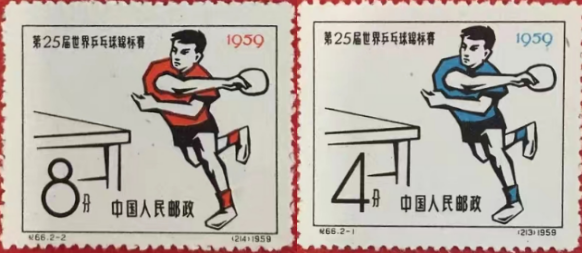 第25届世界乒乓球锦标赛 1959
8分 中国人民邮政
纪66.2-2 (214) 1959
第25届世界乒乓球锦标赛 1959
4分 中国人民邮政
纪66.2-1 (213) 1959